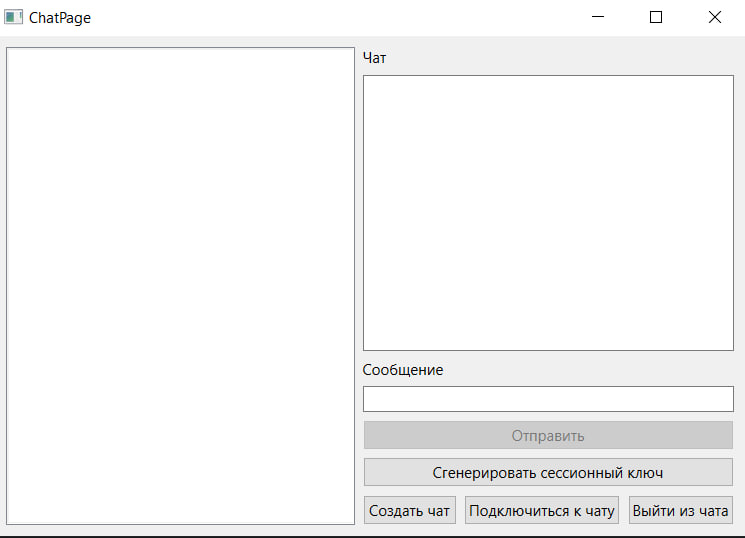 ChatPage
Чат
Сообщение
Отправить
Сгенерировать сессионный ключ
Создать чат Подключиться к чату Выйти из чата